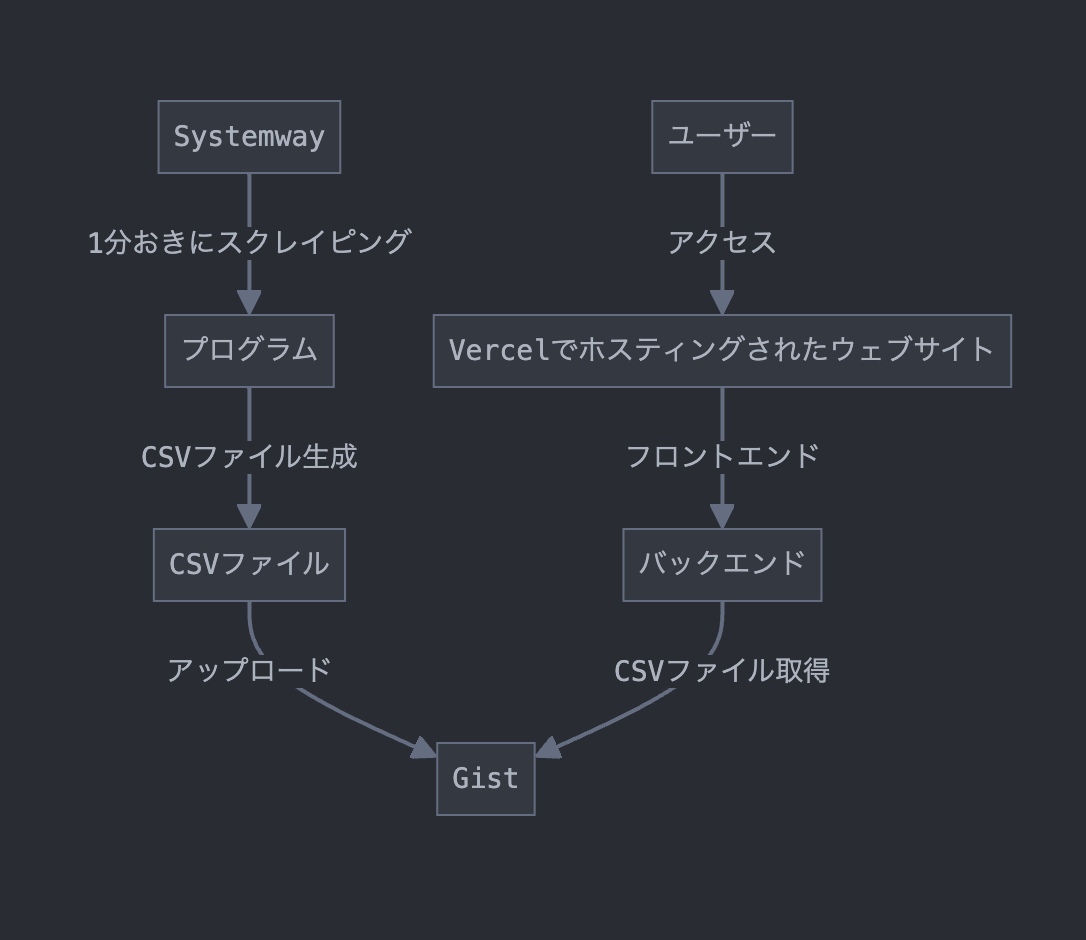 Systemway
ユーザー
1分おきにスクレイピング
アクセス
プログラム
Vercelでホスティングされたウェブサイト
CSVファイル生成
フロントエンド
CSVファイル
バックエンド
アップロード
CSVファイル取得
Gist